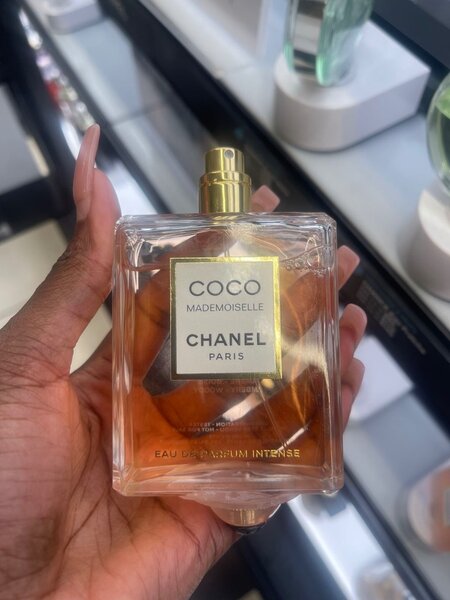 COCO
MADEMOISELLE
CHANEL
PARIS
EAU DE PARFUM INTENSE